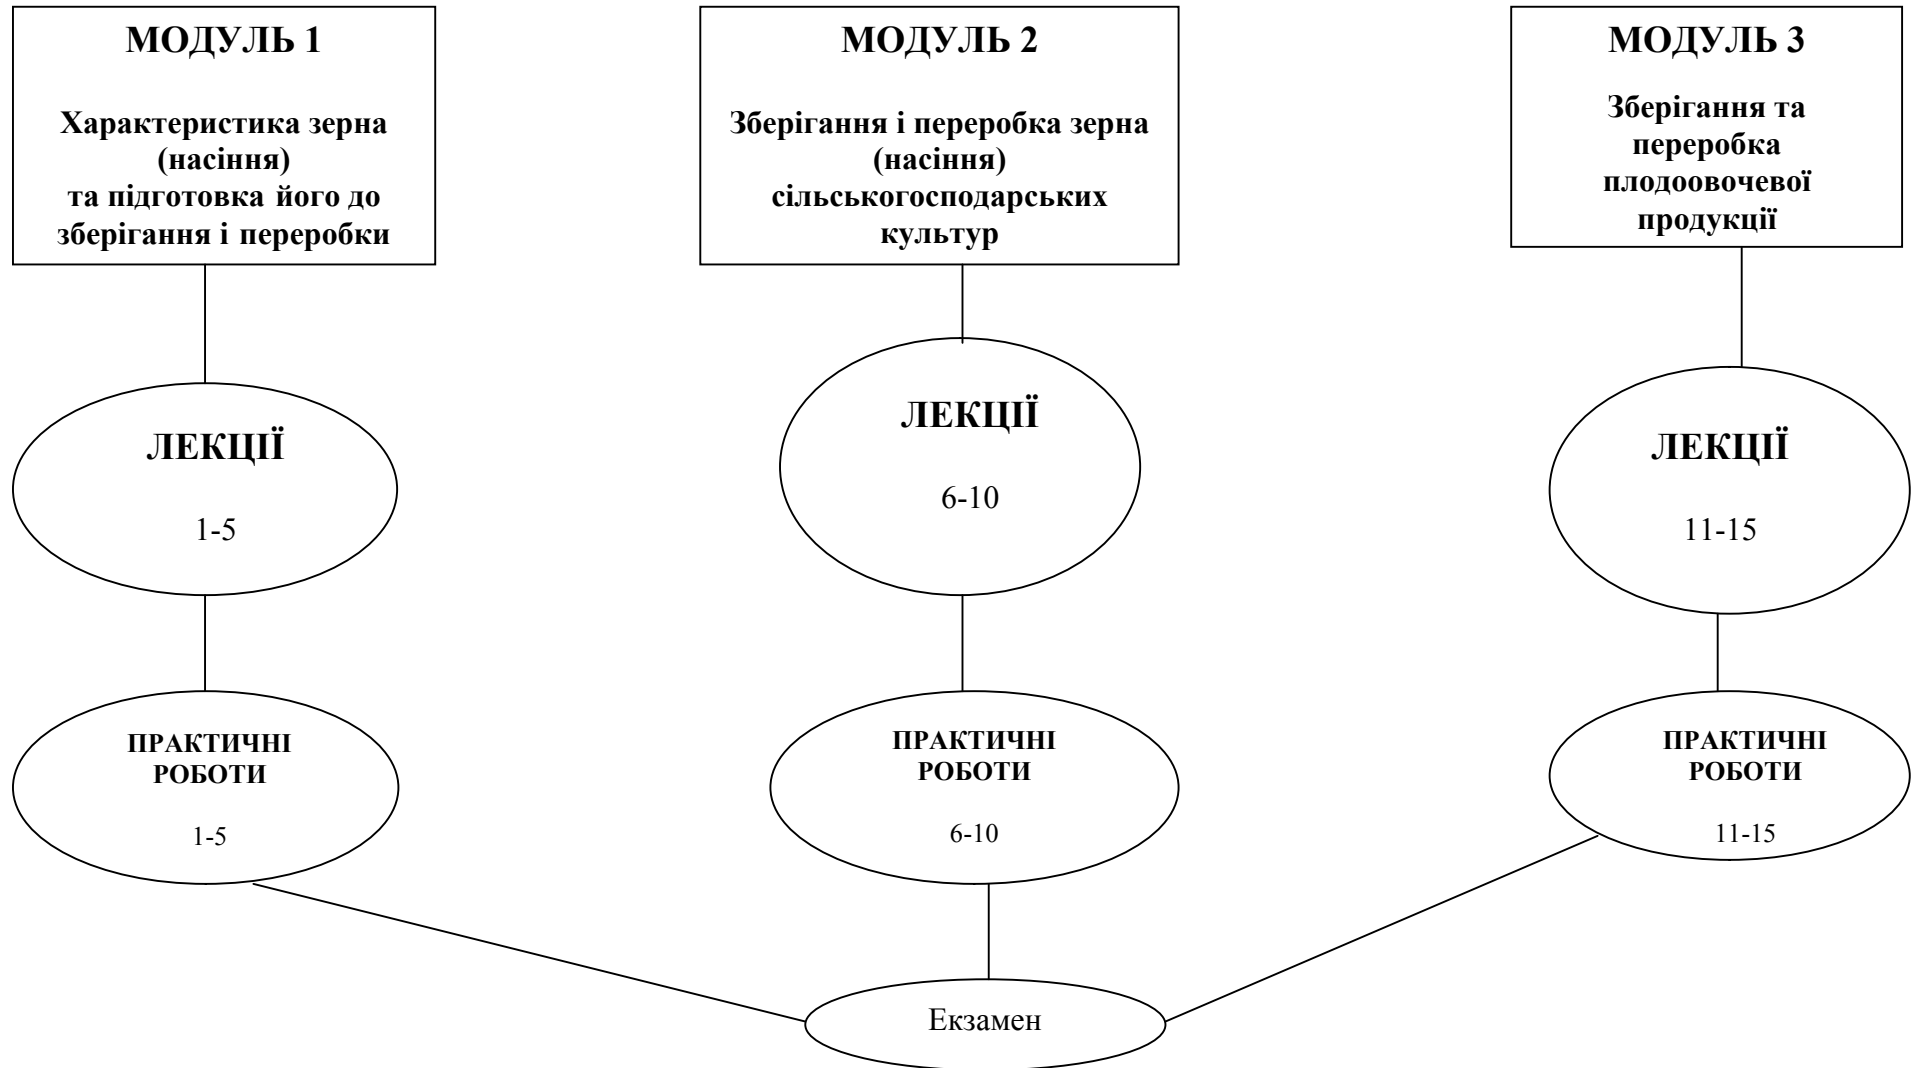 МОДУЛЬ 1
Характеристика зерна
(насіння)
та підготовка його до
зберігання і переробки
ЛЕКЦІЇ
1-5
ПРАКТИЧНІ
РОБОТИ
1-5
МОДУЛЬ 2
Зберігання і переробка зерна
(насіння)
сільськогосподарських
культур
ЛЕКЦІЇ
6-10
ПРАКТИЧНІ
РОБОТИ
6-10
МОДУЛЬ 3
Зберігання та
переробка
плодоовочевої
продукції
ЛЕКЦІЇ
11-15
ПРАКТИЧНІ
РОБОТИ
11-15
Екзамен